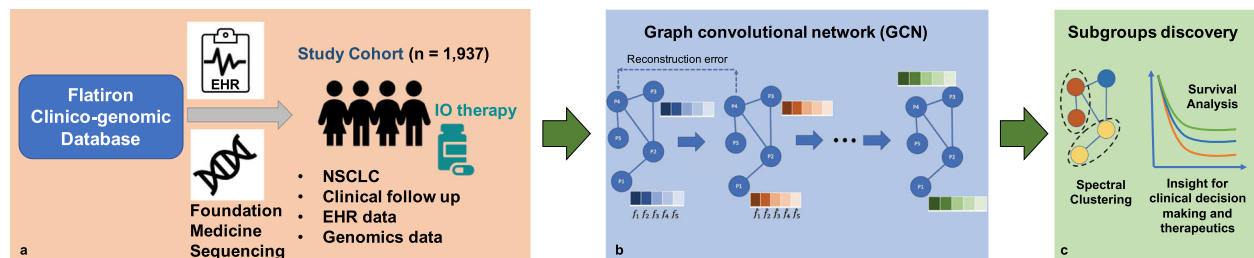 Flatiron
Clinico-genomic
Database
EHR
Foundation
Medicine
Sequencing
Study Cohort (n = 1,937)
IO therapy
• NSCLC
• Clinical follow up
• EHR data
• Genomics data
a
Graph convolutional network (GCN)
Reconstruction error
P4
P3
P5
P2
P1
f1 f2 f3 f4 f5
P4
P3
P5
P2
P1
f1 f2 f3 f4 f5
P4
P3
P5
P2
P1
b
Subgroups discovery
Survival
Analysis
Spectral
Clustering
Insight for
clinical decision
making and
therapeutics
c